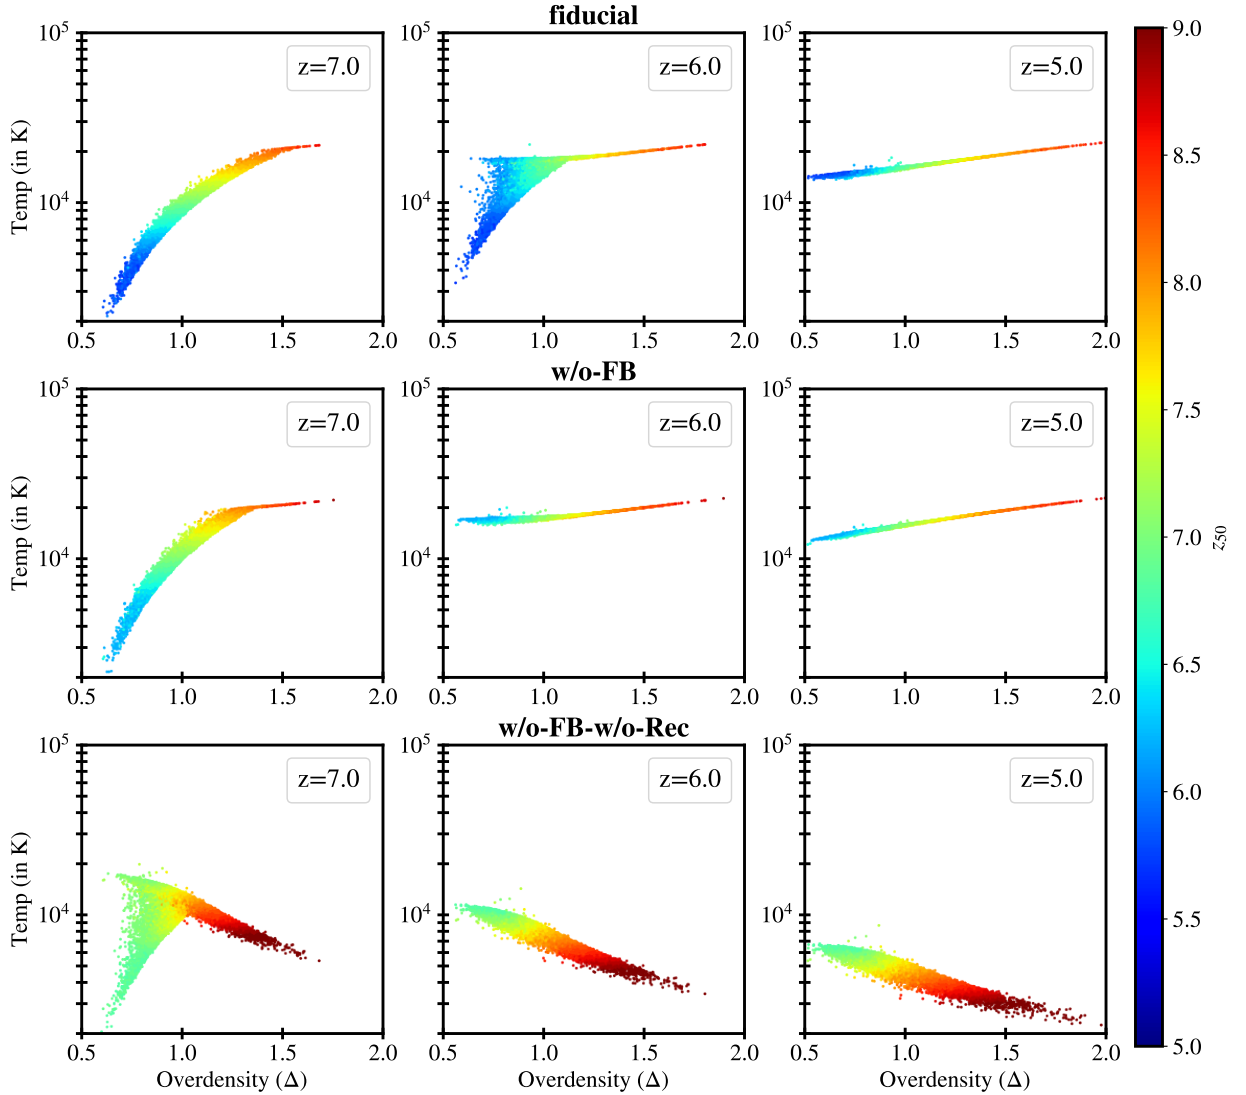 fiducial
10^5
10^4
Temp (in K)
z=7.0
0.5 1.0 1.5 2.0
10^5
10^4
z=6.0
0.5 1.0 1.5 2.0
10^5
10^4
z=5.0
0.5 1.0 1.5 2.0
w/o-FB
10^5
10^4
Temp (in K)
z=7.0
0.5 1.0 1.5 2.0
10^5
10^4
z=6.0
0.5 1.0 1.5 2.0
10^5
10^4
z=5.0
0.5 1.0 1.5 2.0
w/o-FB-w/o-Rec
10^5
10^4
Temp (in K)
z=7.0
0.5 1.0 1.5 2.0
Overdensity (Δ)
10^5
10^4
z=6.0
0.5 1.0 1.5 2.0
Overdensity (Δ)
10^5
10^4
z=5.0
0.5 1.0 1.5 2.0
Overdensity (Δ)
9.0
8.5
8.0
7.5
7.0
6.5
6.0
5.5
5.0
z50